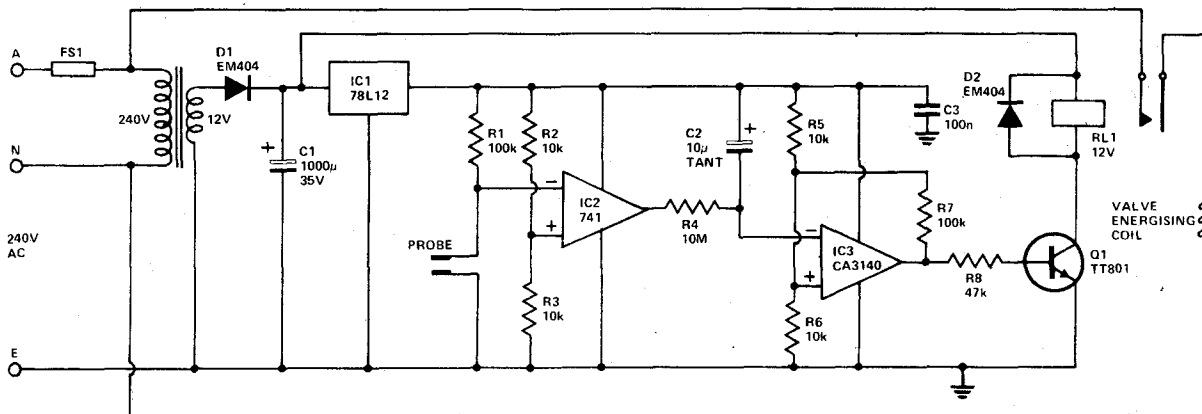 A
FS1
D1
EM404
IC1
78L12
240V
12V
N
+
C1
1000µ
35V
R1
100k
R2
10k
C2
10µ
TANT
+
R5
10k
C3
100n
D2
EM404
RL1
12V
−
IC2
741
+
R4
10M
R7
100k
VALVE
ENERGISING
COIL
240V
AC
PROBE
−
IC3
CA3140
+
R8
47k
Q1
TT801
R3
10k
R6
10k
E